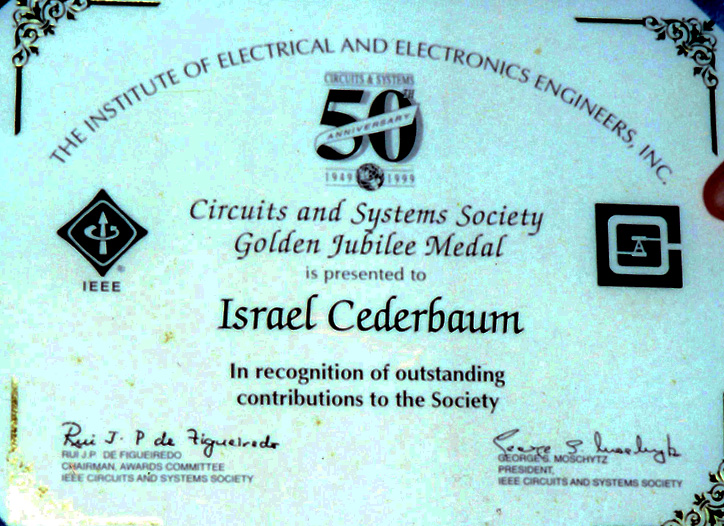 THE INSTITUTE OF ELECTRICAL AND ELECTRONICS ENGINEERS, INC.
CIRCUITS & SYSTEMS
50TH
ANNIVERSARY
1949 1999
Circuits and Systems Society
Golden Jubilee Medal
is presented to
IEEE
Israel Cederbaum
In recognition of outstanding
contributions to the Society
Rui J. P. de Figueiredo
RUI J.P. DE FIGUEIREDO
CHAIRMAN, AWARDS COMMITTEE
IEEE CIRCUITS AND SYSTEMS SOCIETY
George S. Moschytz
GEORGE S. MOSCHYTZ
PRESIDENT,
IEEE CIRCUITS AND SYSTEMS SOCIETY